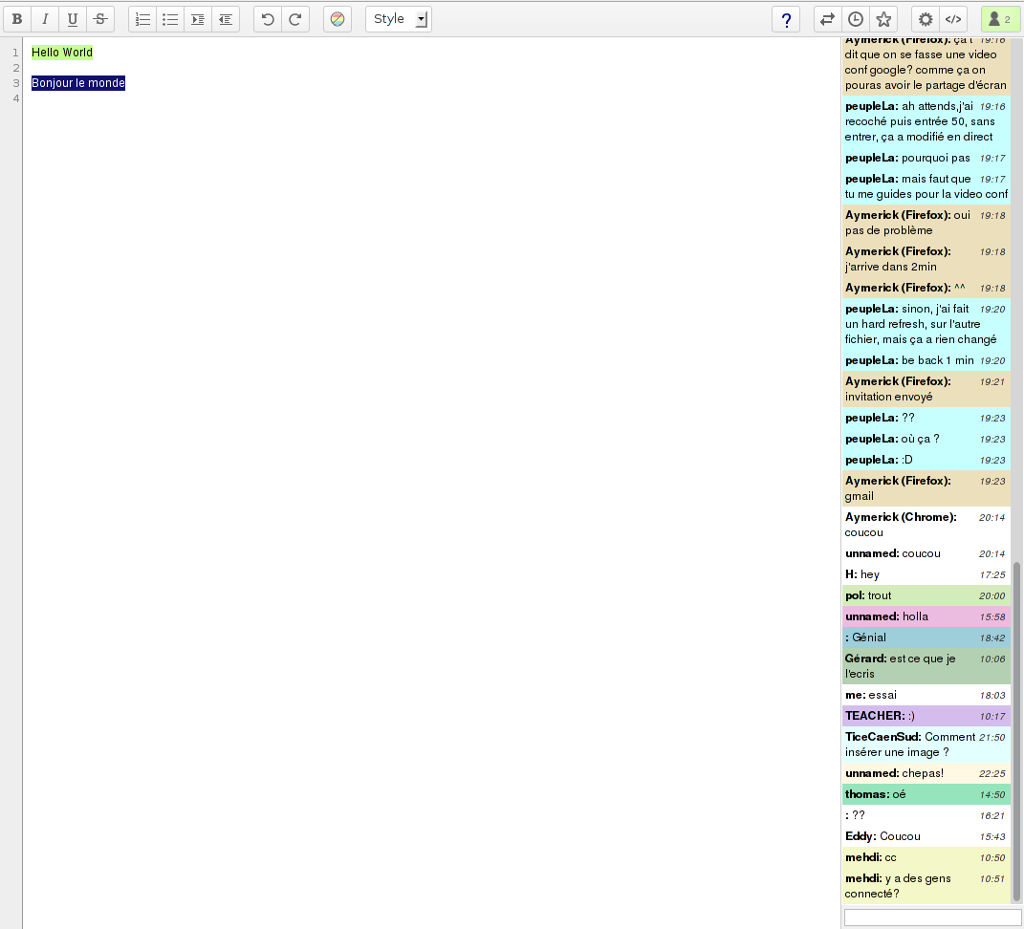 B I U S Style ? </> 2
1 Hello World
2
3 Bonjour le monde
4
Aymerick (Firefox): ça t 19:16
dit que on se fasse une video
conf google? comme ça on
pouras avoir le partage d'écran
peupleLa: ah attends,j'ai 19:16
recoché puis entrée 50, sans
entrer, ça a modifié en direct
peupleLa: pourquoi pas 19:17
peupleLa: mais faut que 19:17
tu me guides pour la video conf
Aymerick (Firefox): oui 19:18
pas de problème
Aymerick (Firefox): 19:18
j'arrive dans 2min
Aymerick (Firefox): ^^ 19:18
peupleLa: sinon, j'ai fait 19:20
un hard refresh, sur l'autre
fichier, mais ça a rien changé
peupleLa: be back 1 min 19:20
Aymerick (Firefox): 19:21
invitation envoyé
peupleLa: ?? 19:23
peupleLa: où ça ? 19:23
peupleLa: :D 19:23
Aymerick (Firefox): 19:23
gmail
Aymerick (Chrome): 20:14
coucou
unnamed: coucou 20:14
H: hey 17:25
pol: trout 20:00
unnamed: holla 15:58
: Génial 18:42
Gérard: est ce que je 10:06
l'ecris
me: essai 18:03
TEACHER: :) 10:17
TiceCaenSud: Comment 21:50
insérer une image ?
unnamed: chepas! 22:25
thomas: oé 14:50
: ?? 16:21
Eddy: Coucou 15:43
mehdi: cc 10:50
mehdi: y a des gens 10:51
connecté?